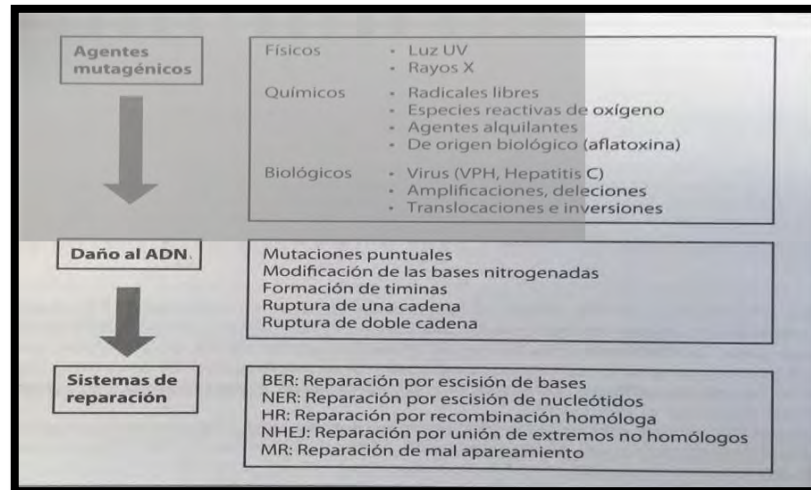 Agentes
mutagénicos
Físicos • Luz UV
• Rayos X
Químicos • Radicales libres
• Especies reactivas de oxígeno
• Agentes alquilantes
• De origen biológico (aflatoxina)
Biológicos • Virus (VPH, Hepatitis C)
• Amplificaciones, deleciones
• Translocaciones e inversiones
Daño al ADN.
Mutaciones puntuales
Modificación de las bases nitrogenadas
Formación de timinas
Ruptura de una cadena
Ruptura de doble cadena
Sistemas de
reparación
BER: Reparación por escisión de bases
NER: Reparación por escisión de nucleótidos
HR: Reparación por recombinación homóloga
NHEJ: Reparación por unión de extremos no homólogos
MR: Reparación de mal apareamiento